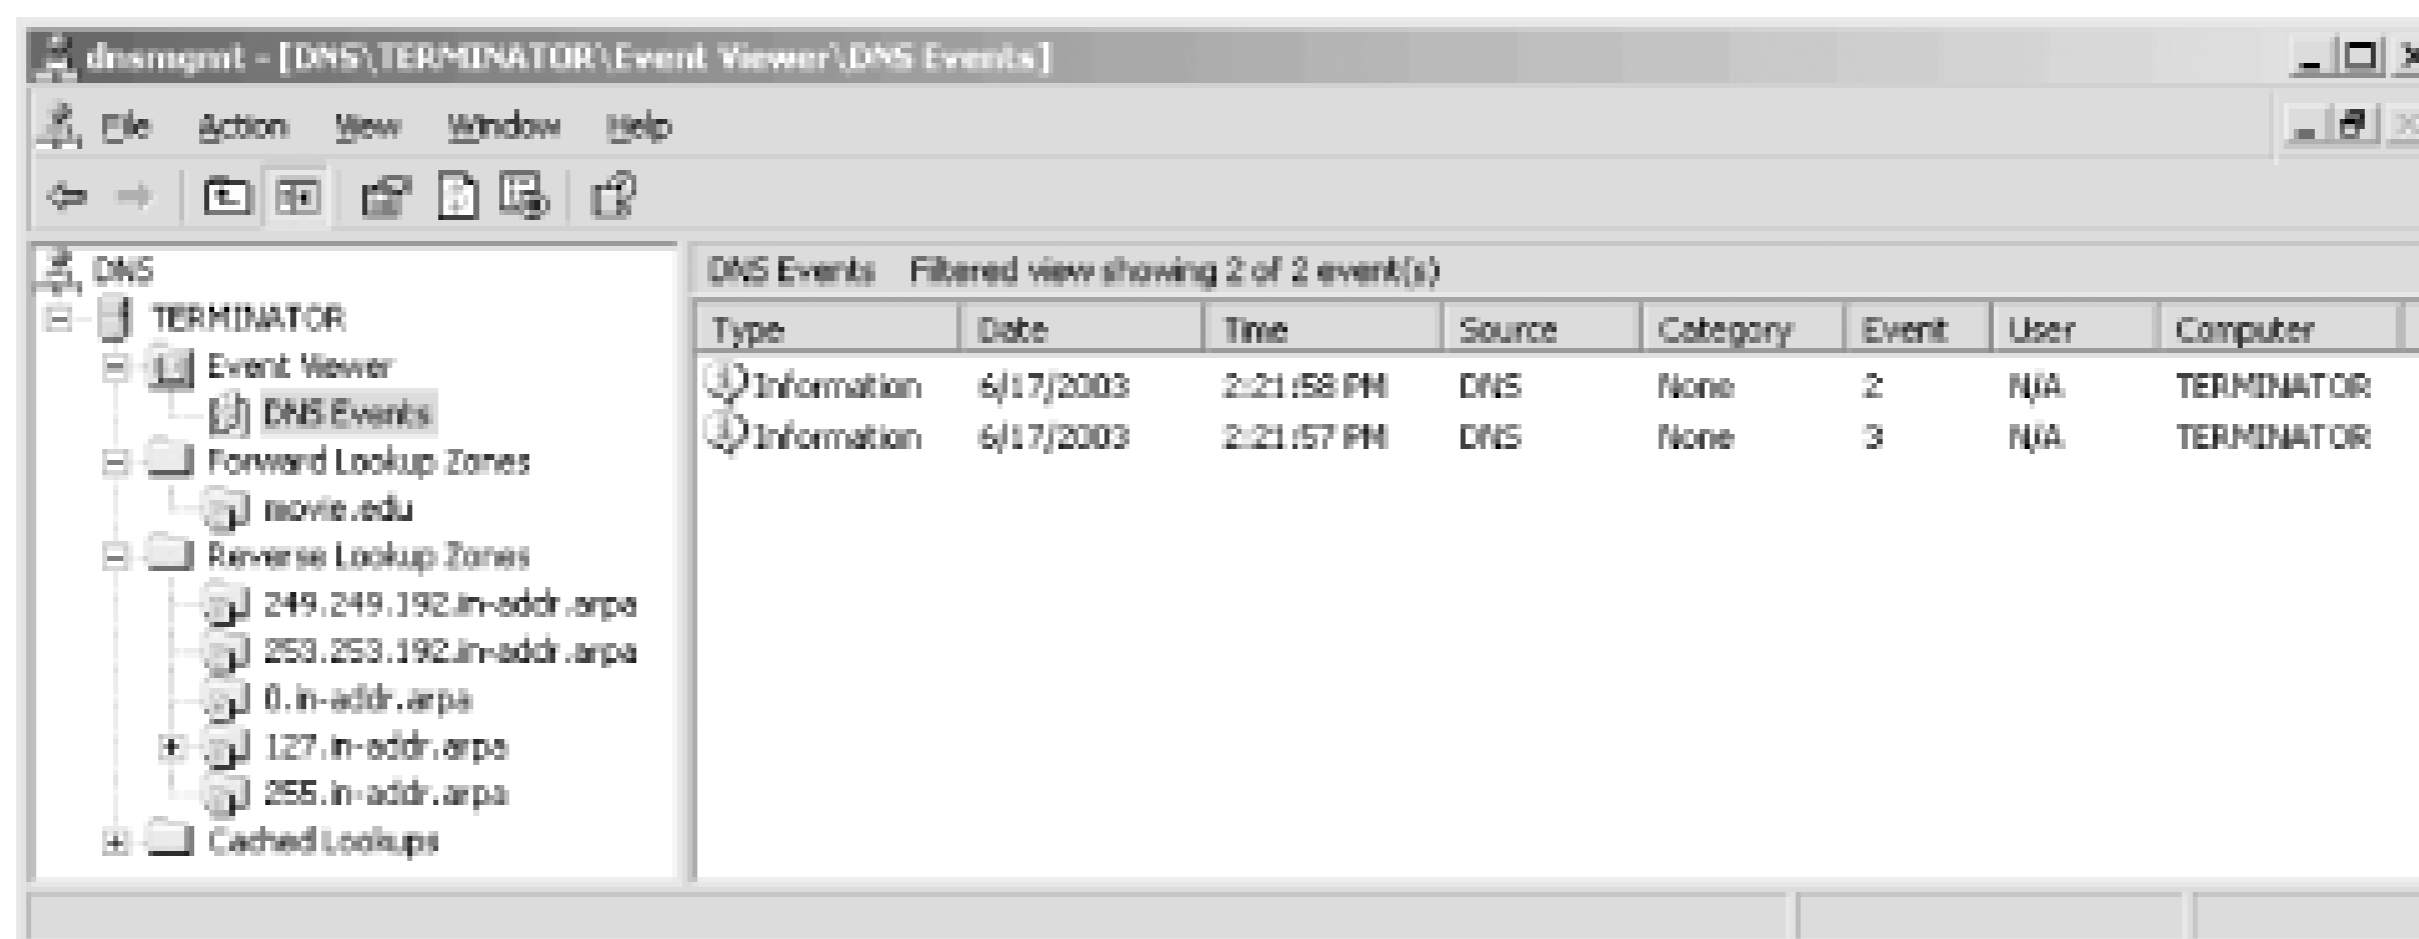 dnsmgmt - [DNS\TERMINATOR\Event Viewer\DNS Events]
File Action View Window Help
DNS
TERMINATOR
Event Viewer
DNS Events
Forward Lookup Zones
movie.edu
Reverse Lookup Zones
249.249.192.in-addr.arpa
253.253.192.in-addr.arpa
0.in-addr.arpa
127.in-addr.arpa
255.in-addr.arpa
Cached Lookups
DNS Events Filtered view showing 2 of 2 event(s)
Type Date Time Source Category Event User Computer
Information 6/17/2003 2:21:58 PM DNS None 2 N/A TERMINATOR
Information 6/17/2003 2:21:57 PM DNS None 3 N/A TERMINATOR